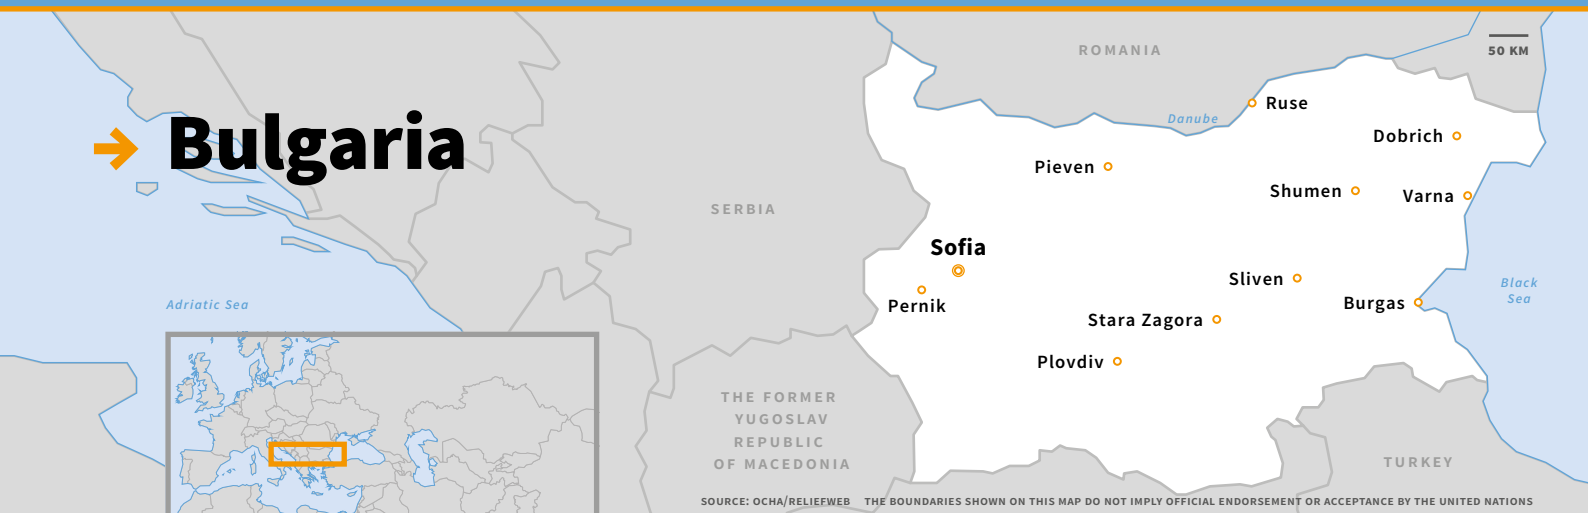 ROMANIA
50 KM
Ruse
Danube
Dobrich
Bulgaria
Pieven
Shumen
Varna
SERBIA
Sofia
Sliven
Black
Sea
Pernik
Burgas
Adriatic Sea
Stara Zagora
Plovdiv
THE FORMER
YUGOSLAV
REPUBLIC
OF MACEDONIA
TURKEY
SOURCE: OCHA/RELIEFWEB THE BOUNDARIES SHOWN ON THIS MAP DO NOT IMPLY OFFICIAL ENDORSEMENT OR ACCEPTANCE BY THE UNITED NATIONS